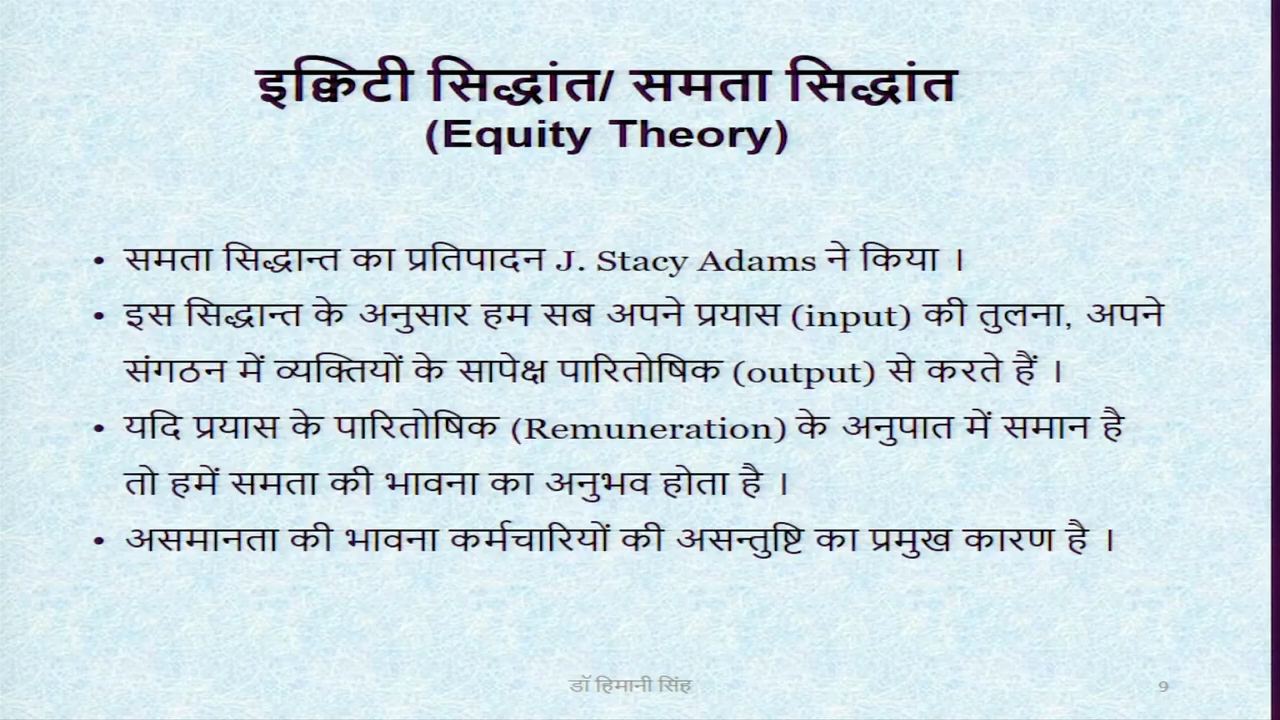 इक्विटी सिद्धांत/ समता सिद्धांत
(Equity Theory)
• समता सिद्धान्त का प्रतिपादन J. Stacy Adams ने किया ।
• इस सिद्धान्त के अनुसार हम सब अपने प्रयास (input) की तुलना, अपने
संगठन में व्यक्तियों के सापेक्ष पारितोषिक (output) से करते हैं ।
• यदि प्रयास के पारितोषिक (Remuneration) के अनुपात में समान है
तो हमें समता की भावना का अनुभव होता है ।
• असमानता की भावना कर्मचारियों की असन्तुष्टि का प्रमुख कारण है ।
डॉ हिमानी सिंह
9